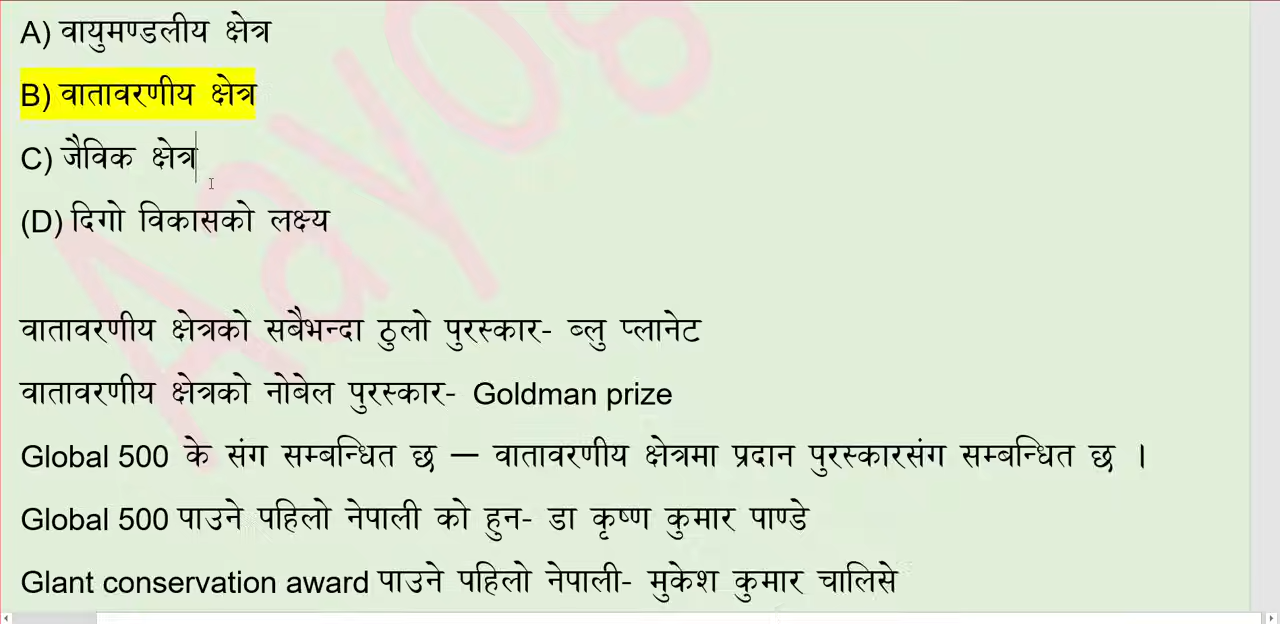 A) वायुमण्डलीय क्षेत्र
B) वातावरणीय क्षेत्र
C) जैविक क्षेत्र
(D) दिगो विकासको लक्ष्य
वातावरणीय क्षेत्रको सबैभन्दा ठुलो पुरस्कार- ब्लु प्लानेट
वातावरणीय क्षेत्रको नोबेल पुरस्कार- Goldman prize
Global 500 के संग सम्बन्धित छ — वातावरणीय क्षेत्रमा प्रदान पुरस्कारसंग सम्बन्धित छ ।
Global 500 पाउने पहिलो नेपाली को हुन- डा कृष्ण कुमार पाण्डे
Glant conservation award पाउने पहिलो नेपाली- मुकेश कुमार चालिसे
Aayog